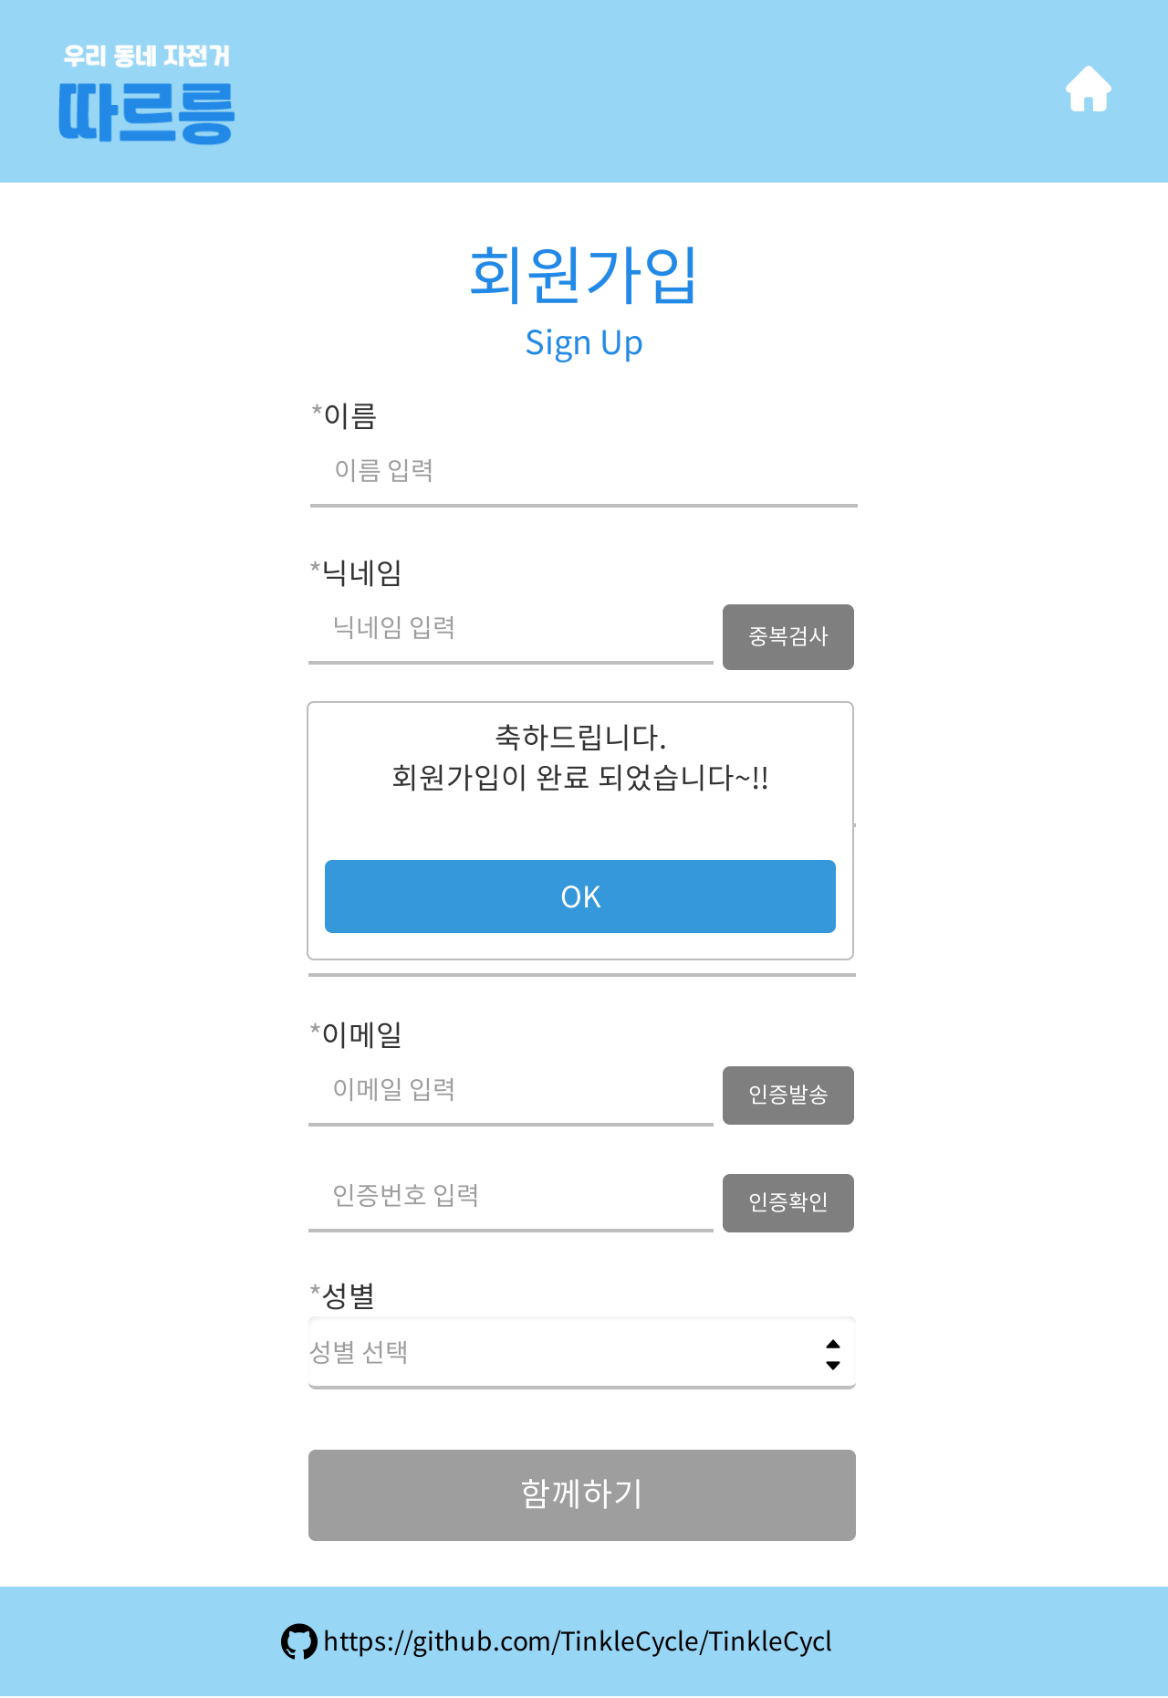 우리 동네 자전거
따르릉
회원가입
Sign Up
*이름
이름 입력
*닉네임
닉네임 입력
중복검사
축하드립니다.
회원가입이 완료 되었습니다~!!
OK
*이메일
이메일 입력
인증발송
인증번호 입력
인증확인
*성별
성별 선택
함께하기
https://github.com/TinkleCycle/TinkleCycl